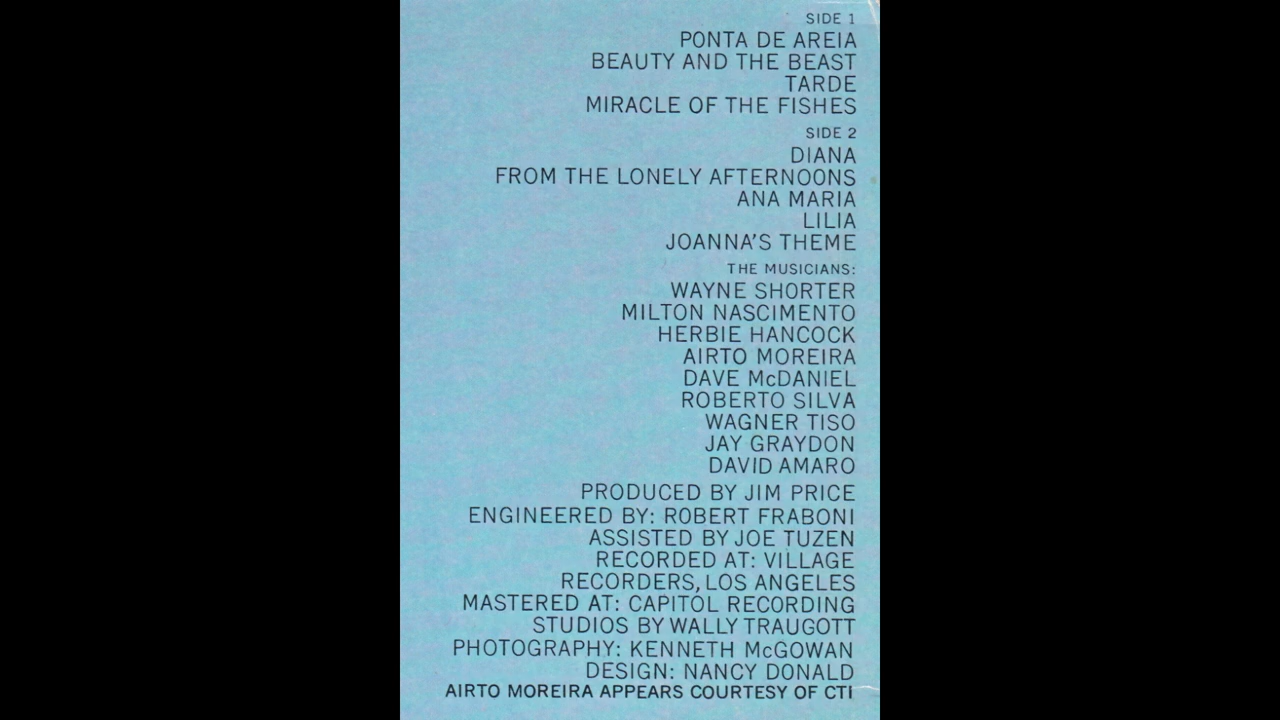 SIDE 1
PONTA DE AREIA
BEAUTY AND THE BEAST
TARDE
MIRACLE OF THE FISHES
SIDE 2
DIANA
FROM THE LONELY AFTERNOONS
ANA MARIA
LILIA
JOANNA'S THEME
THE MUSICIANS:
WAYNE SHORTER
MILTON NASCIMENTO
HERBIE HANCOCK
AIRTO MOREIRA
DAVE McDANIEL
ROBERTO SILVA
WAGNER TISO
JAY GRAYDON
DAVID AMARO
PRODUCED BY JIM PRICE
ENGINEERED BY: ROBERT FRABONI
ASSISTED BY JOE TUZEN
RECORDED AT: VILLAGE
RECORDERS, LOS ANGELES
MASTERED AT: CAPITOL RECORDING
STUDIOS BY WALLY TRAUGOTT
PHOTOGRAPHY: KENNETH McGOWAN
DESIGN: NANCY DONALD
AIRTO MOREIRA APPEARS COURTESY OF CTI